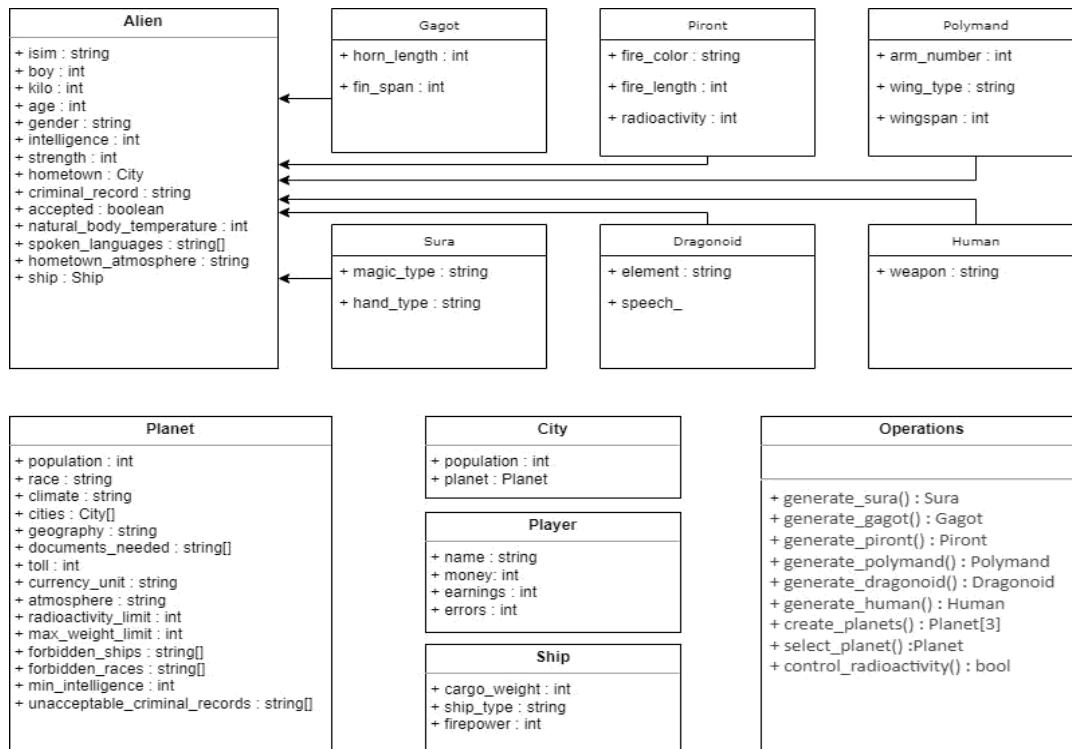 Alien
+ isim : string
+ boy : int
+ kilo : int
+ age : int
+ gender : string
+ intelligence : int
+ strength : int
+ hometown : City
+ criminal_record : string
+ accepted : boolean
+ natural_body_temperature : int
+ spoken_languages : string[]
+ hometown_atmosphere : string
+ ship : Ship
Gagot
+ horn_length : int
+ fin_span : int
Piront
+ fire_color : string
+ fire_length : int
+ radioactivity : int
Polymand
+ arm_number : int
+ wing_type : string
+ wingspan : int
Sura
+ magic_type : string
+ hand_type : string
Dragonoid
+ element : string
+ speech_
Human
+ weapon : string
Planet
+ population : int
+ race : string
+ climate : string
+ cities : City[]
+ geography : string
+ documents_needed : string[]
+ toll : int
+ currency_unit : string
+ atmosphere : string
+ radioactivity_limit : int
+ max_weight_limit : int
+ forbidden_ships : string[]
+ forbidden_races : string[]
+ min_intelligence : int
+ unacceptable_criminal_records : string[]
City
+ population : int
+ planet : Planet
Player
+ name : string
+ money: int
+ earnings : int
+ errors : int
Ship
+ cargo_weight : int
+ ship_type : string
+ firepower : int
Operations
+ generate_sura() : Sura
+ generate_gagot() : Gagot
+ generate_piront() : Piront
+ generate_polymand() : Polymand
+ generate_dragonoid() : Dragonoid
+ generate_human() : Human
+ create_planets() : Planet[3]
+ select_planet() :Planet
+ control_radioactivity() : bool